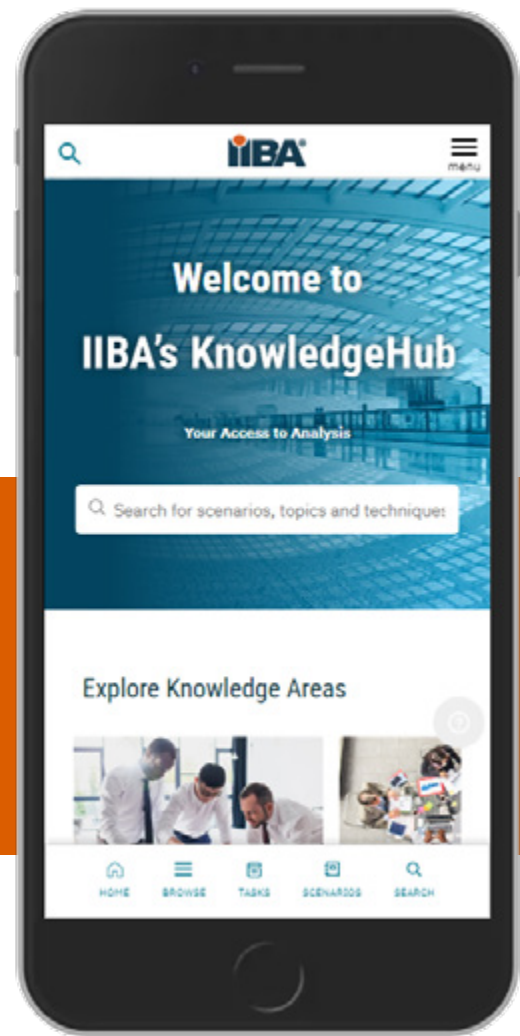 iiBA®
menu
Welcome to
IIBA's KnowledgeHub
Your Access to Analysis
Search for scenarios, topics and techniques
Explore Knowledge Areas
HOME
BROWSE
TASKS
SCENARIOS
SEARCH